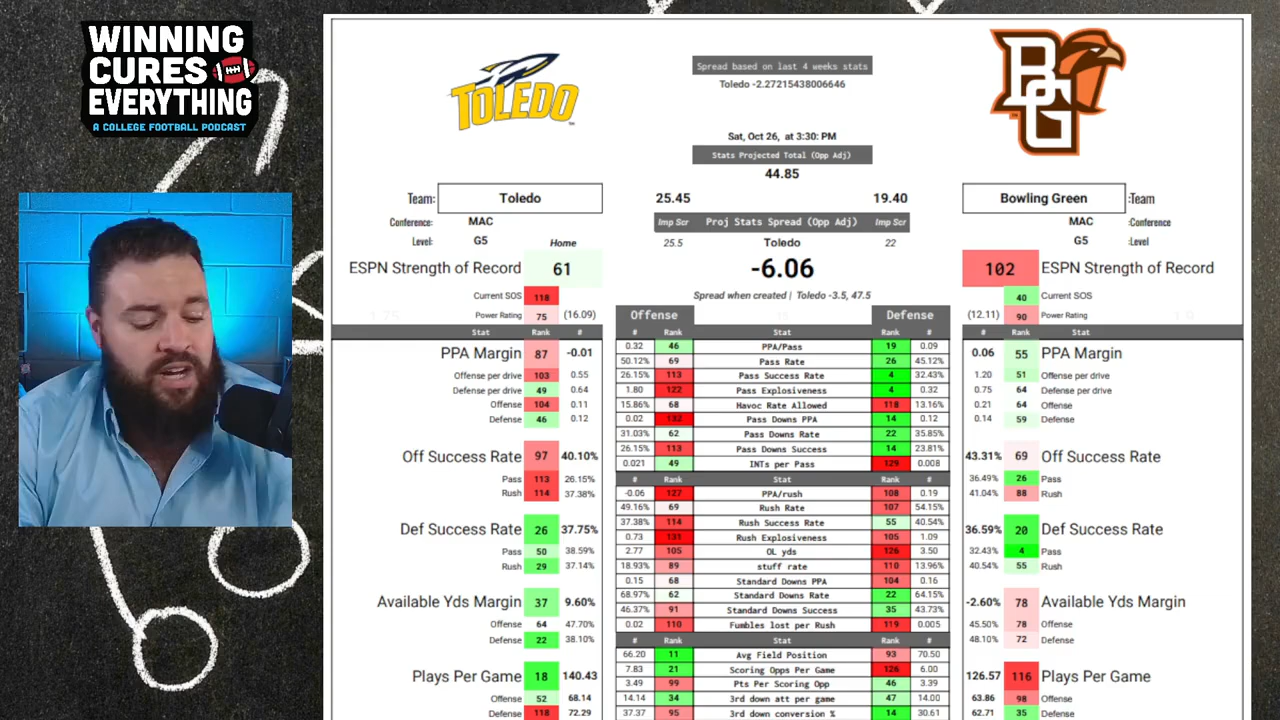 WINNING
CURES
EVERYTHING
A COLLEGE FOOTBALL PODCAST
TOLEDO
BG
Spread based on last 4 weeks stats
Toledo -2.27215438006646
Sat, Oct 26, at 3:30: PM
Stats Projected Total (Opp Adj)
44.85
Team: Toledo 25.45 19.40 Bowling Green :Team
Conference: MAC Imp Scr Proj Stats Spread (Opp Adj) Imp Scr MAC :Conference
Level: G5 Home 25.5 Toledo 22 G5 :Level
ESPN Strength of Record 61 -6.06 102 ESPN Strength of Record
Current SOS 118 Spread when created | Toledo -3.5, 47.5 40 Current SOS
Power Rating 75 (16.09) Offense Defense (12.11) 90 Power Rating
Stat Rank # # Rank Stat Rank # # Rank Stat
PPA Margin 87 -0.01 0.06 55 PPA Margin
Offense per drive 103 0.55 1.20 51 Offense per drive
Defense per drive 49 0.64 0.75 64 Defense per drive
Offense 104 0.11 0.21 64 Offense
Defense 46 0.12 0.14 59 Defense
Off Success Rate 97 40.10% 43.31% 69 Off Success Rate
Pass 113 26.15% 36.49% 26 Pass
Rush 114 37.38% 41.04% 88 Rush
Def Success Rate 26 37.75% 36.59% 20 Def Success Rate
Pass 50 38.59% 32.43% 4 Pass
Rush 29 37.14% 40.54% 55 Rush
Available Yds Margin 37 9.60% -2.60% 78 Available Yds Margin
Offense 64 47.70% 45.50% 78 Offense
Defense 22 38.10% 48.10% 72 Defense
Plays Per Game 18 140.43 126.57 116 Plays Per Game
Offense 52 68.14 63.86 98 Offense
Defense 118 72.29 62.71 35 Defense
0.32 46 PPA/Pass 19 0.09
50.12% 69 Pass Rate 26 45.12%
26.15% 113 Pass Success Rate 4 32.43%
1.80 122 Pass Explosiveness 4 0.32
15.86% 68 Havoc Rate Allowed 118 13.16%
0.02 132 Pass Downs PPA 14 0.12
31.03% 62 Pass Downs Rate 22 35.85%
26.15% 113 Pass Downs Success 14 23.81%
0.021 49 INTs per Pass 129 0.008
# Rank Stat Rank #
-0.06 127 PPA/rush 108 0.19
49.16% 69 Rush Rate 107 54.15%
37.38% 114 Rush Success Rate 55 40.54%
0.73 131 Rush Explosiveness 105 1.09
2.77 105 OL yds 126 3.50
18.93% 89 stuff rate 110 13.96%
0.15 68 Standard Downs PPA 104 0.16
68.97% 62 Standard Downs Rate 22 64.15%
46.37% 91 Standard Downs Success 35 43.73%
0.02 110 Fumbles lost per Rush 119 0.005
# Rank Stat Rank #
66.20 11 Avg Field Position 93 70.50
7.83 21 Scoring Opps Per Game 126 6.00
3.49 99 Pts Per Scoring Opp 46 3.39
14.14 34 3rd down att per game 47 14.00
37.37 95 3rd down conversion % 14 30.61